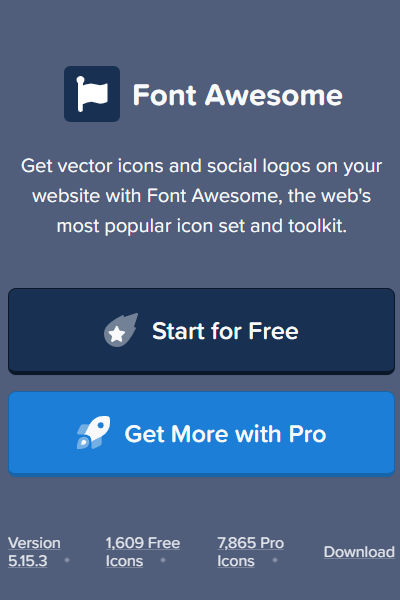 Font Awesome
Get vector icons and social logos on your
website with Font Awesome, the web's
most popular icon set and toolkit.
Start for Free
Get More with Pro
Version
5.15.3
1,609 Free
Icons
7,865 Pro
Icons
Download